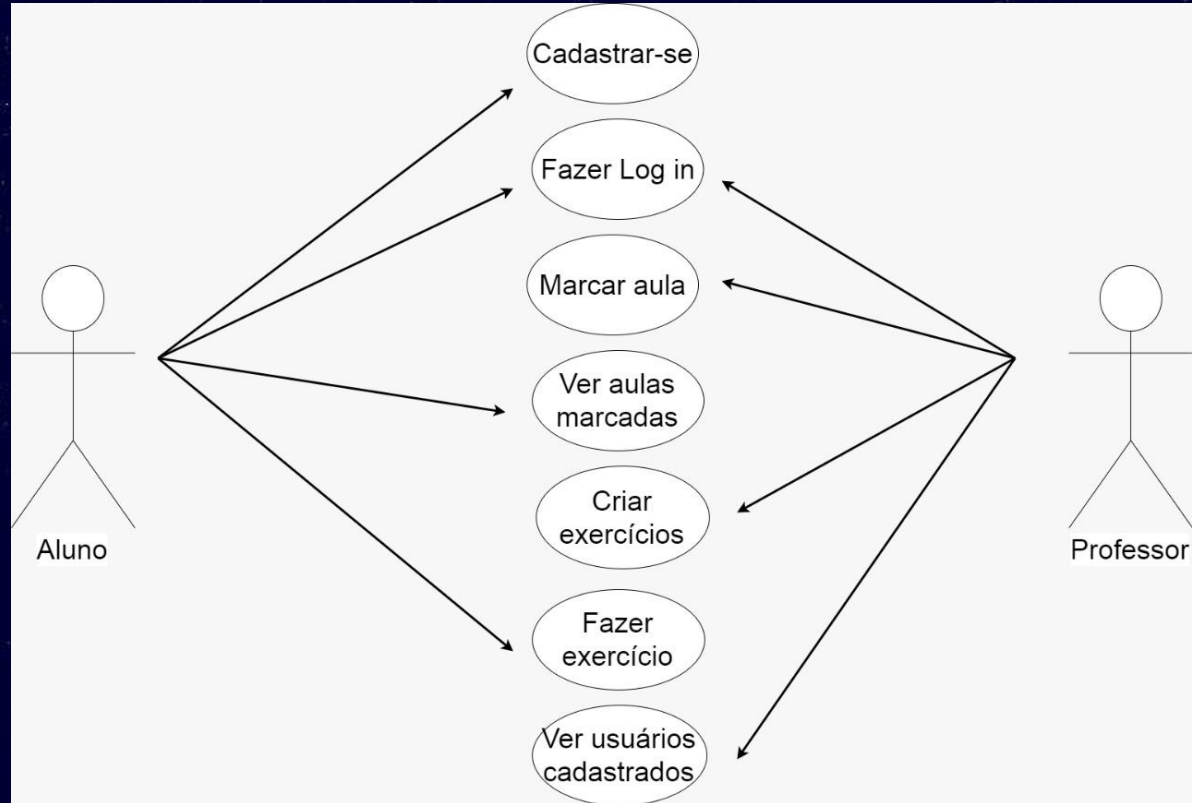 Cadastrar-se
Fazer Log in
Marcar aula
Ver aulas
marcadas
Criar
exercícios
Aluno
Professor
Fazer
exercício
Ver usuários
cadastrados